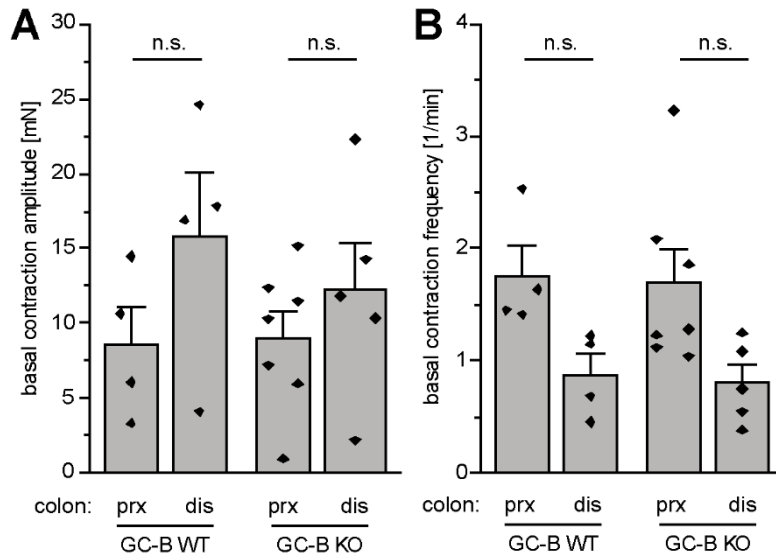 A
basal contraction amplitude [mN]
30
25
20
15
10
5
0
n.s.
n.s.
colon: prx dis prx dis
GC-B WT GC-B KO
B
basal contraction frequency [1/min]
4
3
2
1
0
n.s.
n.s.
colon: prx dis prx dis
GC-B WT GC-B KO